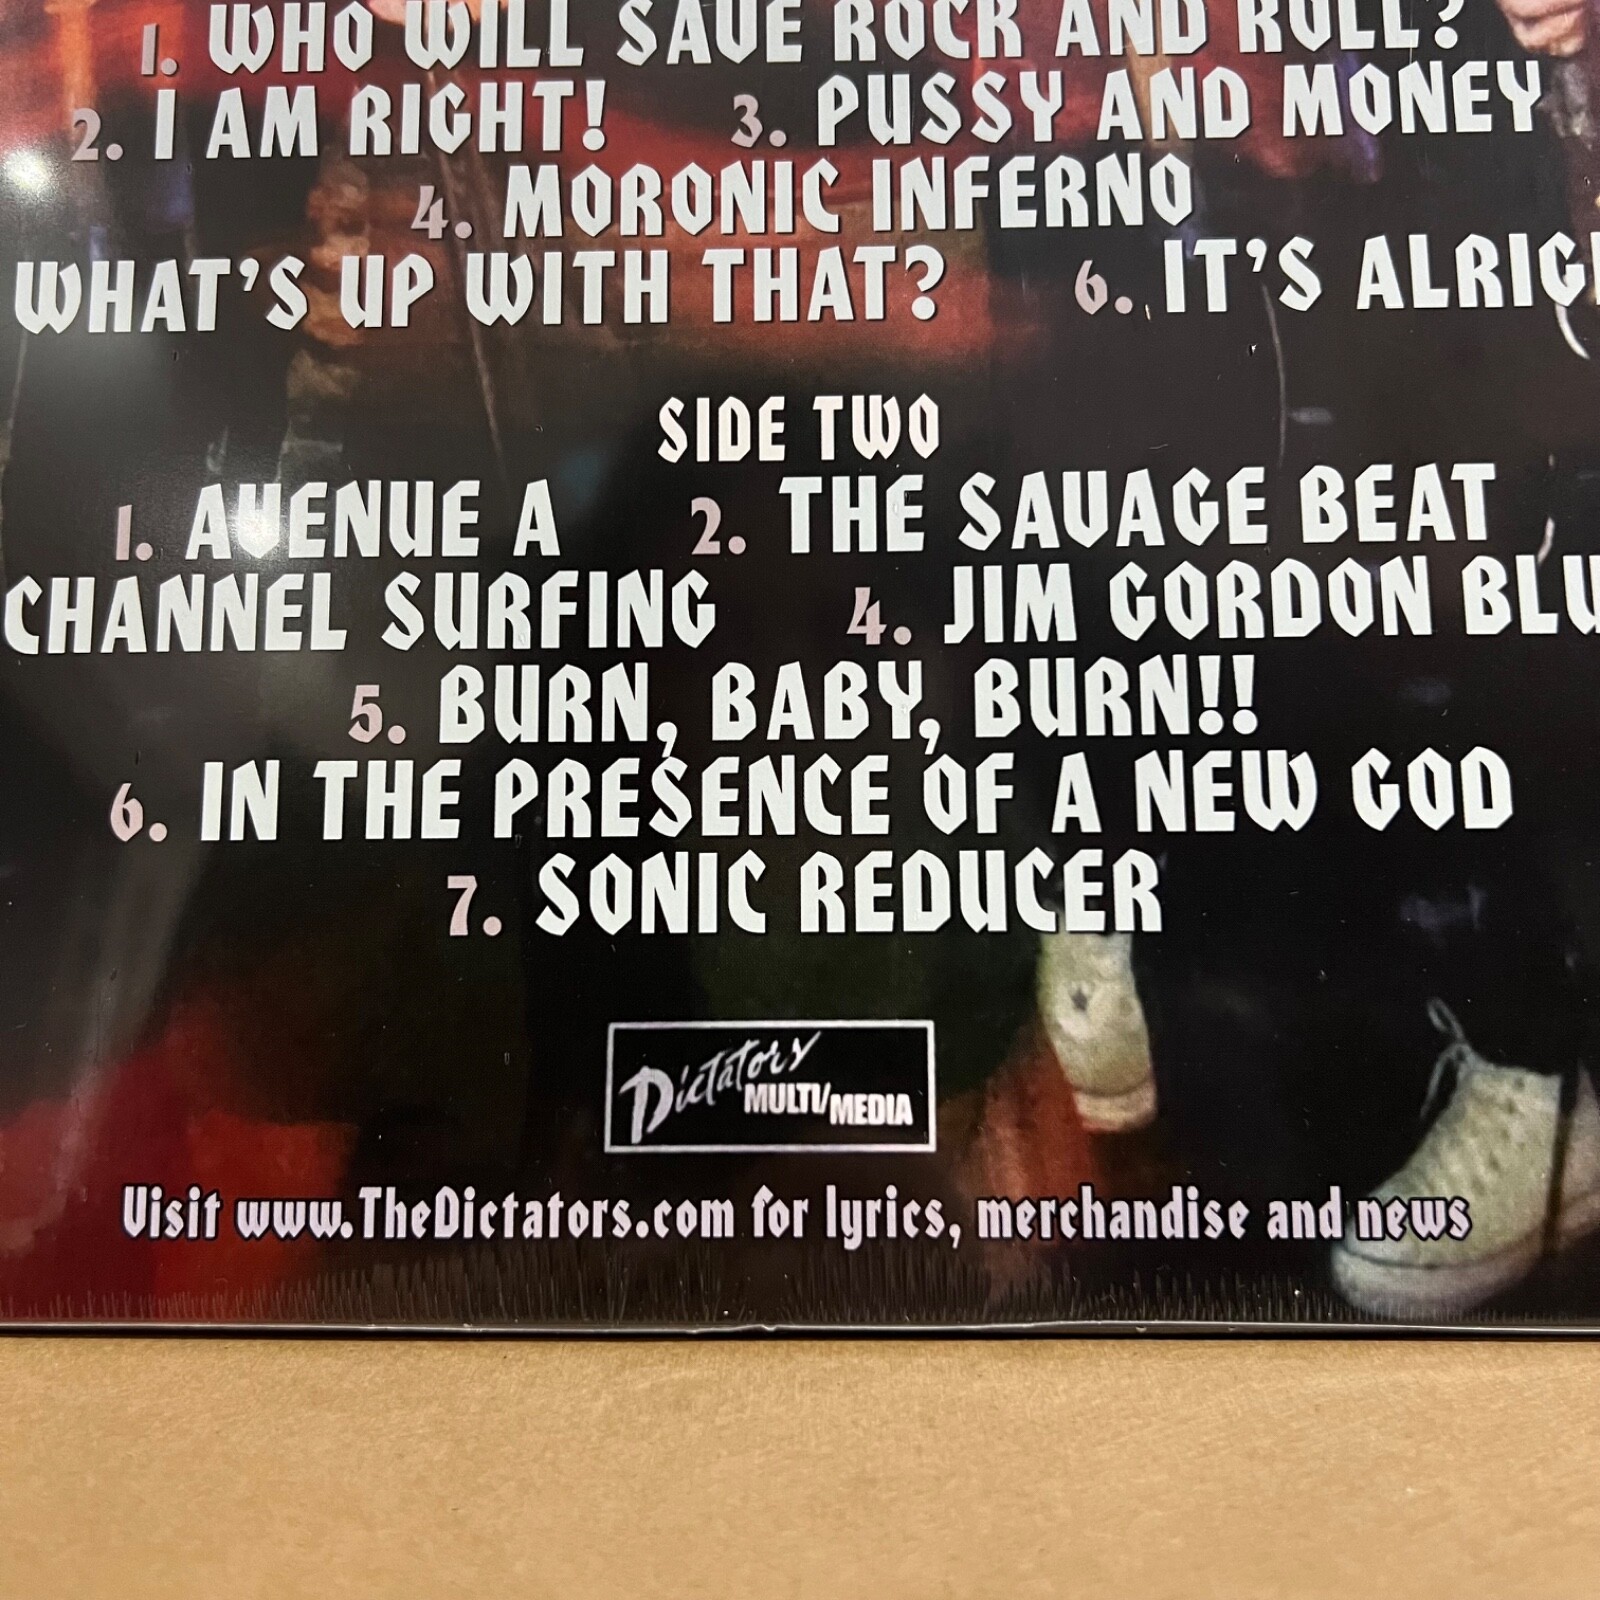 1. WHO WILL SAVE ROCK AND ROLL?
2. I AM RIGHT! 3. PUSSY AND MONEY
4. MORONIC INFERNO
WHAT'S UP WITH THAT? 6. IT'S ALRIG
SIDE TWO
1. AVENUE A 2. THE SAVAGE BEAT
CHANNEL SURFING 4. JIM GORDON BLU
5. BURN, BABY, BURN!!
6. IN THE PRESENCE OF A NEW GOD
7. SONIC REDUCER
Dictators
MULTI/MEDIA
Visit www.TheDictators.com for lyrics, merchandise and news